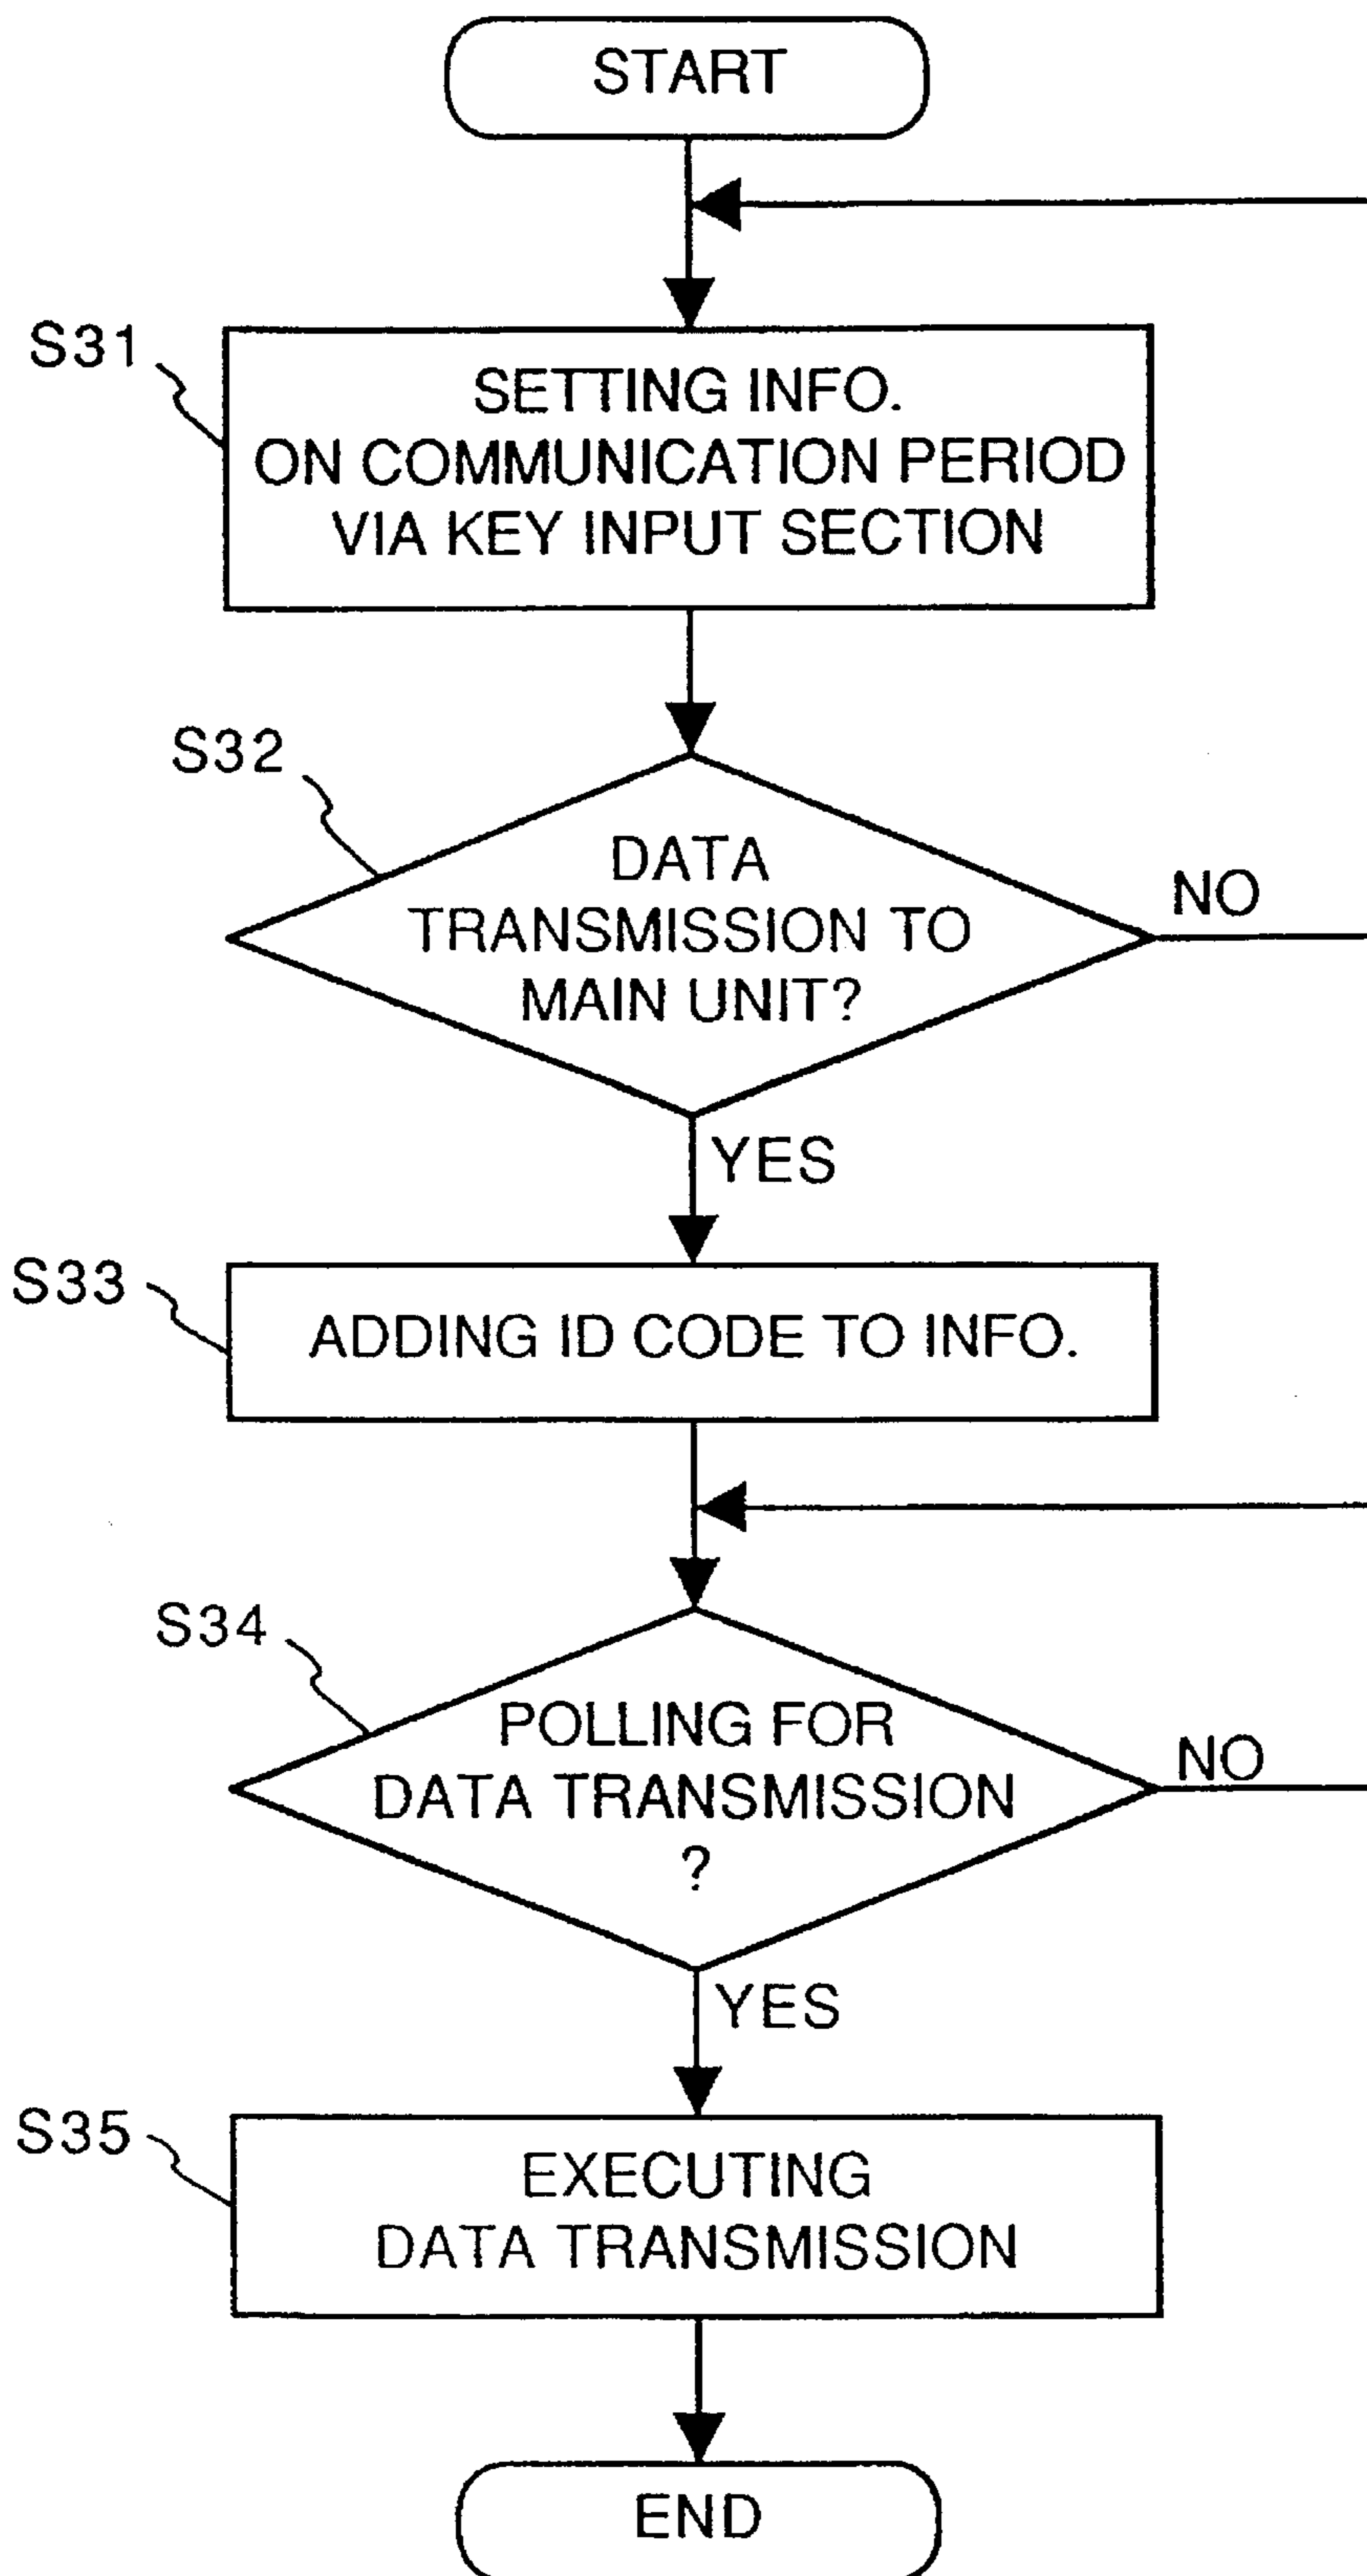 START
S31
SETTING INFO.
ON COMMUNICATION PERIOD
VIA KEY INPUT SECTION
S32
DATA
TRANSMISSION TO
MAIN UNIT?
NO
YES
S33
ADDING ID CODE TO INFO.
S34
POLLING FOR
DATA TRANSMISSION
?
NO
YES
S35
EXECUTING
DATA TRANSMISSION
END